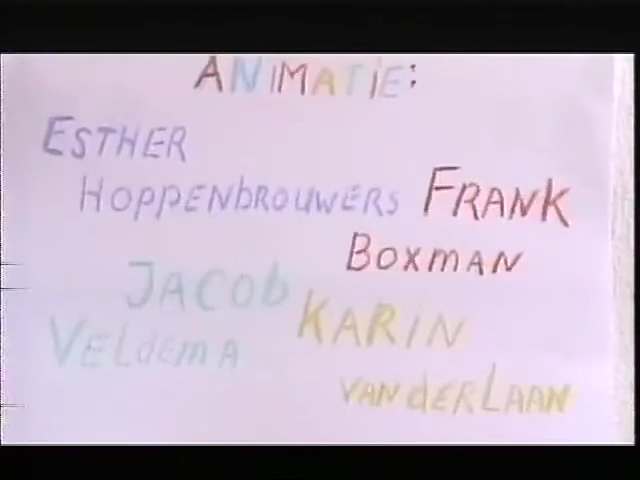 ANIMATIE:
ESTHER
HOPPENBROUWERS
FRANK
BOXMAN
JACOB
VELdEMA
KARIN
VAN dER LAAN